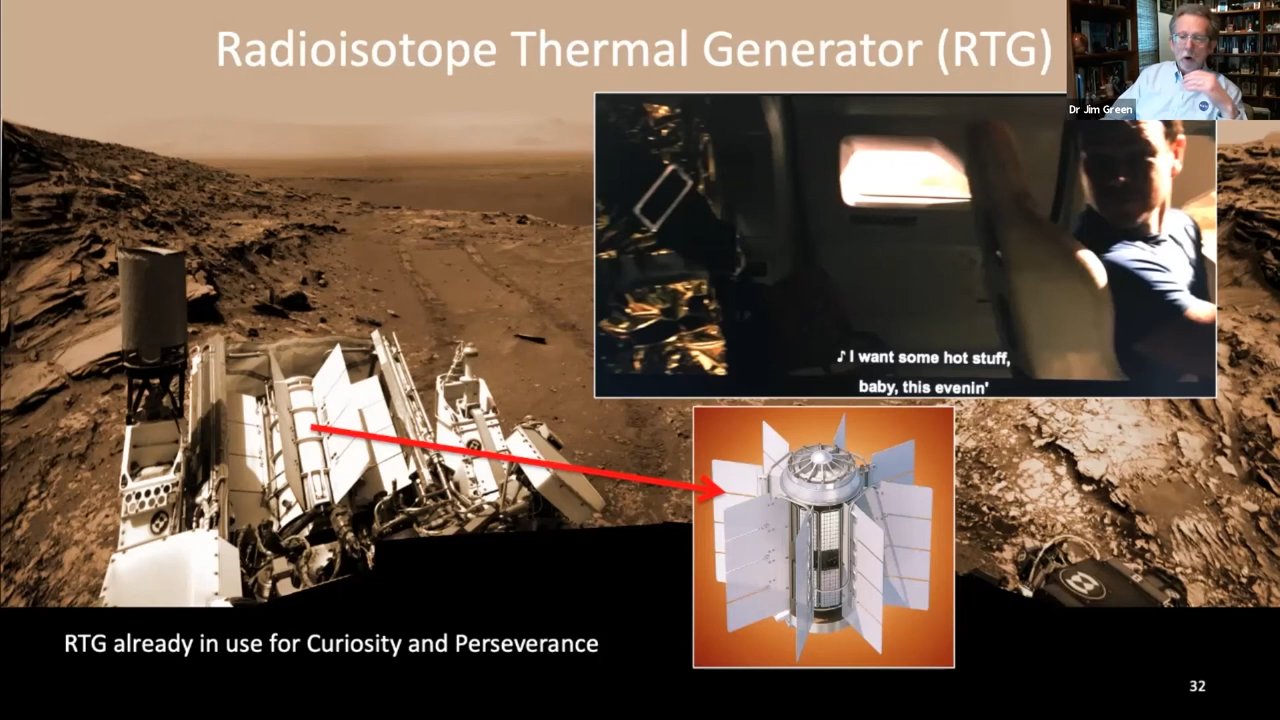 Radioisotope Thermal Generator (RTG)
Dr Jim Green
♪ I want some hot stuff,
baby, this evenin'
RTG already in use for Curiosity and Perseverance
32